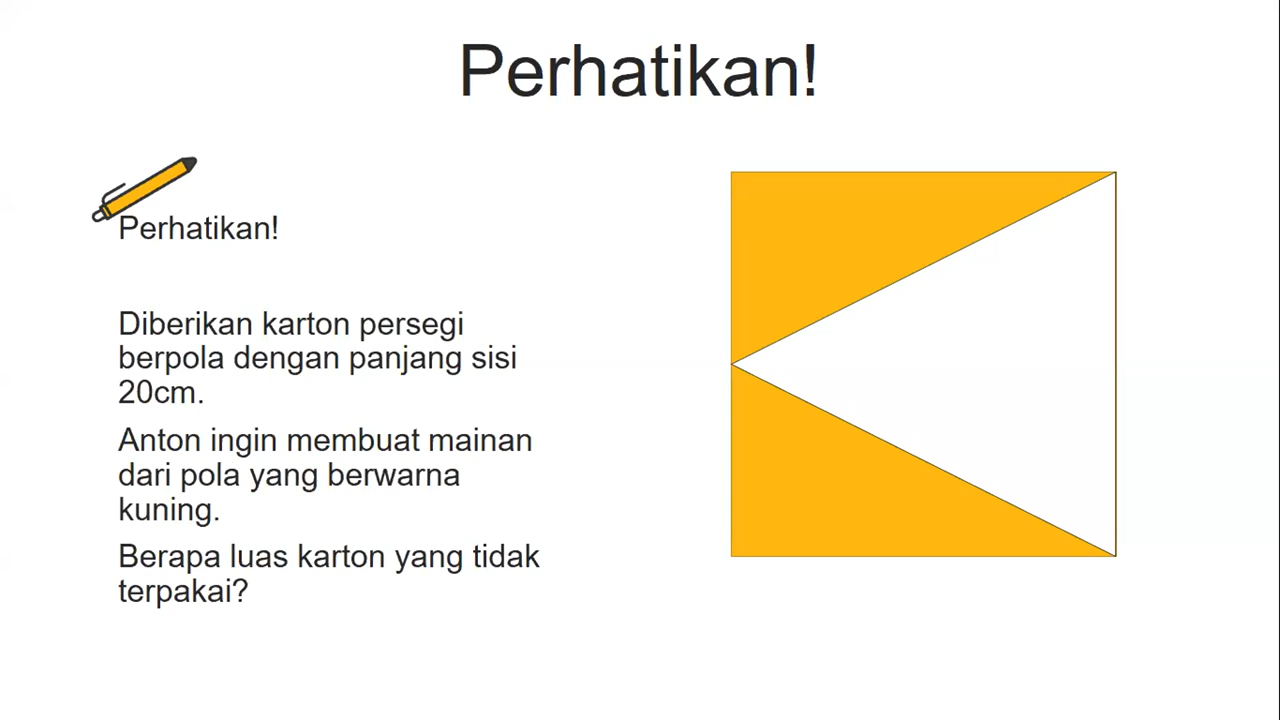 Perhatikan!
Perhatikan!
Diberikan karton persegi
berpola dengan panjang sisi
20cm.
Anton ingin membuat mainan
dari pola yang berwarna
kuning.
Berapa luas karton yang tidak
terpakai?